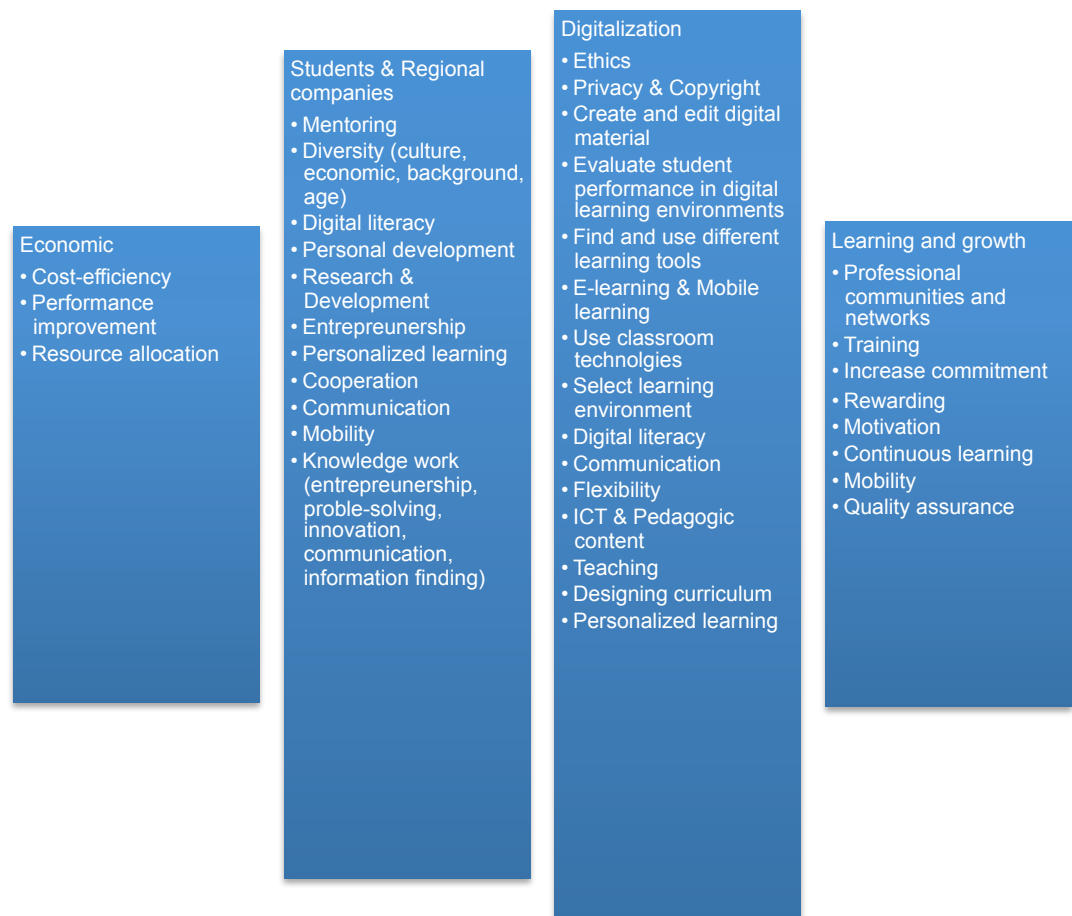 Economic
• Cost-efficiency
• Performance
improvement
• Resource allocation
Students & Regional
companies
• Mentoring
• Diversity (culture,
economic, background,
age)
• Digital literacy
• Personal development
• Research &
Development
• Entrepreunership
• Personalized learning
• Cooperation
• Communication
• Mobility
• Knowledge work
(entrepreunership,
proble-solving,
innovation,
communication,
information finding)
Digitalization
• Ethics
• Privacy & Copyright
• Create and edit digital
material
• Evaluate student
performance in digital
learning environments
• Find and use different
learning tools
• E-learning & Mobile
learning
• Use classroom
technolgies
• Select learning
environment
• Digital literacy
• Communication
• Flexibility
• ICT & Pedagogic
content
• Teaching
• Designing curriculum
• Personalized learning
Learning and growth
• Professional
communities and
networks
• Training
• Increase commitment
• Rewarding
• Motivation
• Continuous learning
• Mobility
• Quality assurance